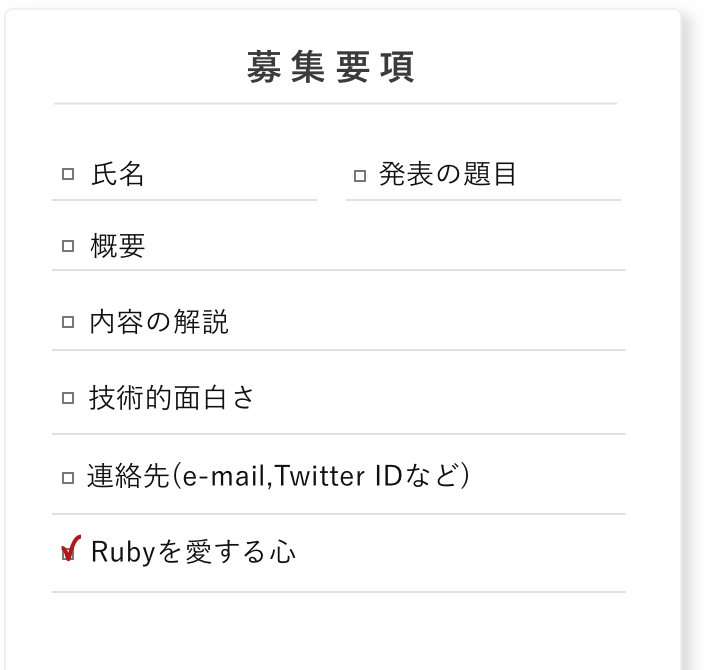 募集要項
氏名
発表の題目
概要
内容の解説
技術的面白さ
連絡先(e-mail,Twitter IDなど)
Rubyを愛する心